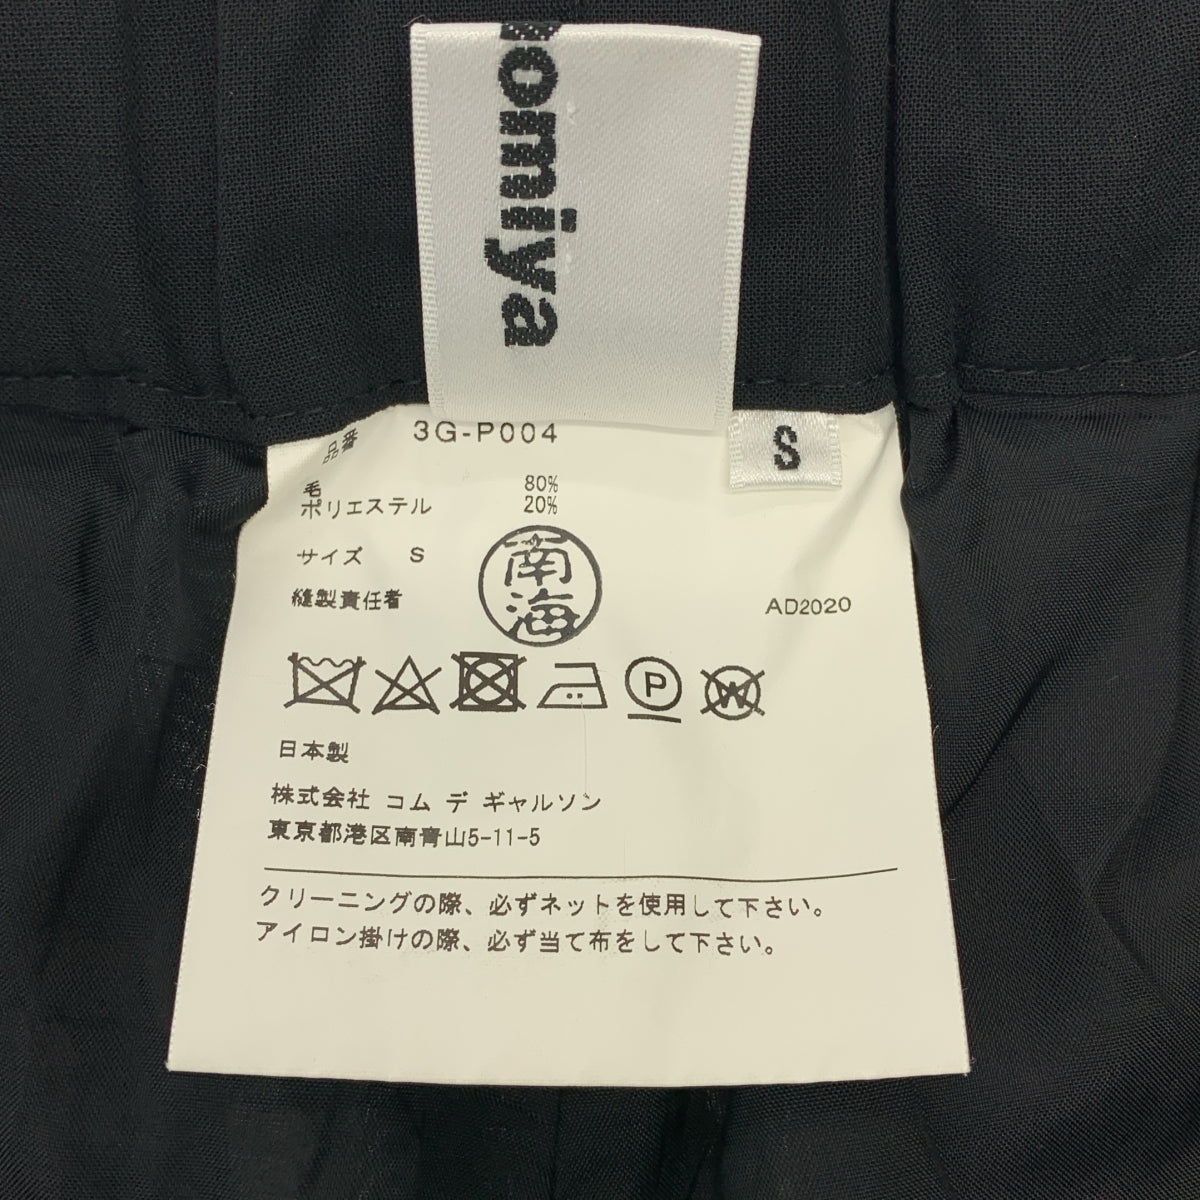 omiya
S
品番 3G-P004
毛 80%
ポリエステル 20%
サイズ S
縫製責任者 南海 AD2020
P W
日本製
株式会社 コム デ ギャルソン
東京都港区南青山5-11-5
クリーニングの際、必ずネットを使用して下さい。
アイロン掛けの際、必ず当て布をして下さい。